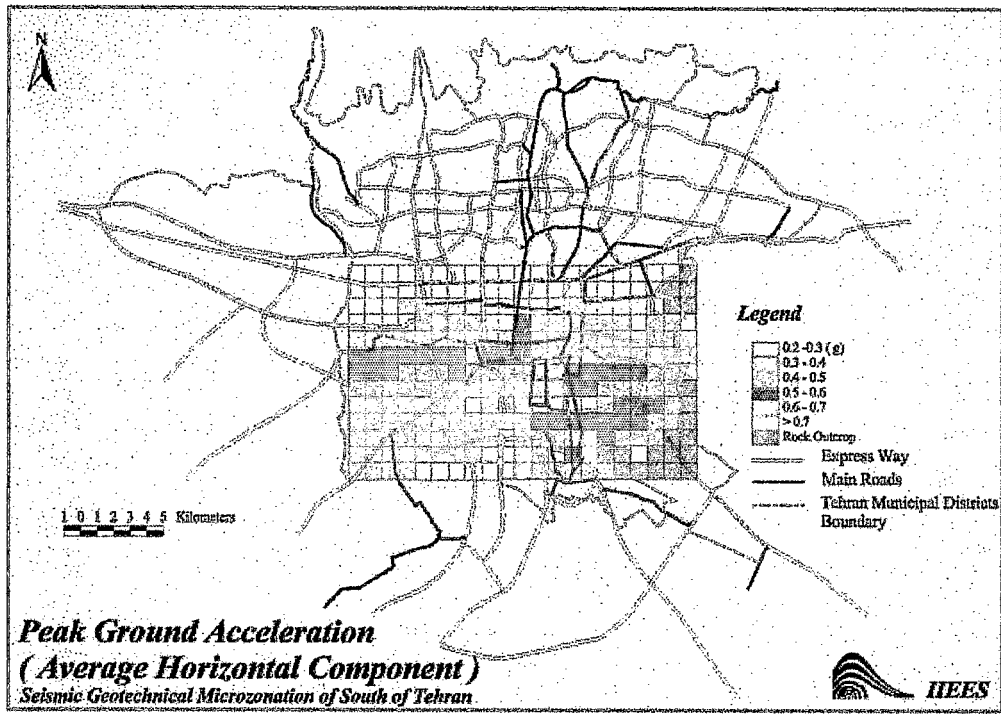 N
Legend
0.2-0.3 ( g)
0.3 - 0.4
0.4 - 0.5
0.5 - 0.6
0.6 - 0.7
> 0.7
Rock Outcrop
Express Way
Main Roads
Tehran Municipal Districts
Boundary
1 0 1 2 3 4 5 Kilometers
Peak Ground Acceleration
( Average Horizontal Component )
Seismic Geotechnical Microzonation of South of Tehran
IIEES